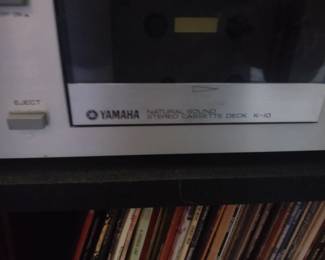 EJECT
YAMAHA NATURAL SOUND
STEREO CASSETTE DECK K-10